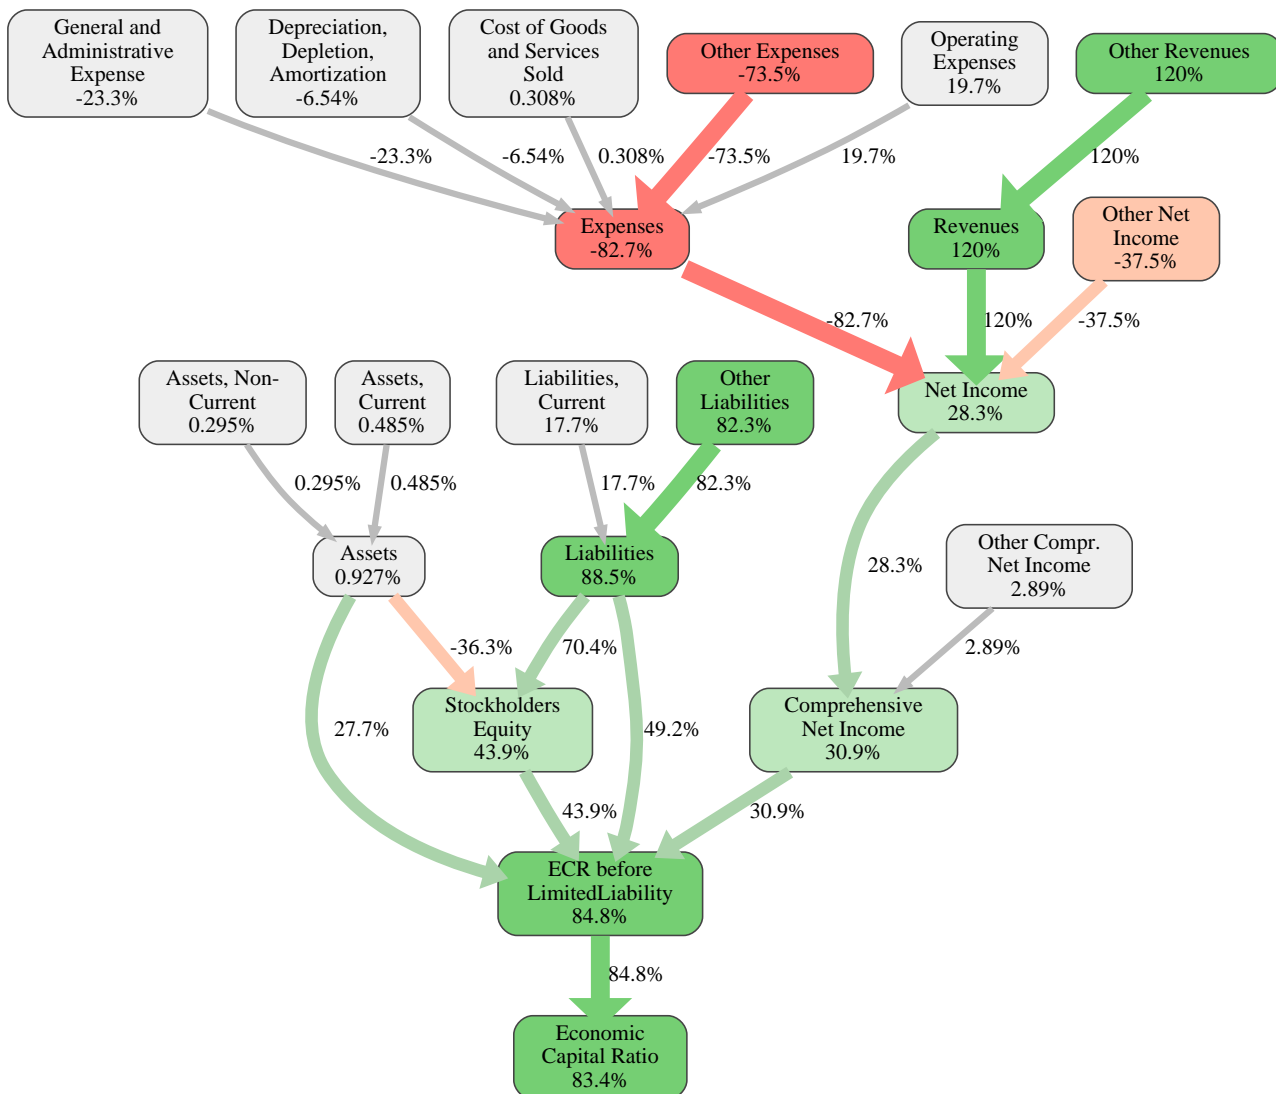 General and
Administrative
Expense
-23.3%
Depreciation,
Depletion,
Amortization
-6.54%
Cost of Goods
and Services
Sold
0.308%
Other Expenses
-73.5%
Operating
Expenses
19.7%
Other Revenues
120%
-23.3%
-6.54%
0.308%
-73.5%
19.7%
120%
Expenses
-82.7%
Revenues
120%
Other Net
Income
-37.5%
-82.7%
120%
-37.5%
Assets, Non-
Current
0.295%
Assets,
Current
0.485%
Liabilities,
Current
17.7%
Other
Liabilities
82.3%
Net Income
28.3%
0.295%
0.485%
17.7%
82.3%
Assets
0.927%
Liabilities
88.5%
28.3%
Other Compr.
Net Income
2.89%
-36.3%
70.4%
2.89%
27.7%
Stockholders
Equity
43.9%
49.2%
Comprehensive
Net Income
30.9%
43.9%
30.9%
ECR before
LimitedLiability
84.8%
84.8%
Economic
Capital Ratio
83.4%